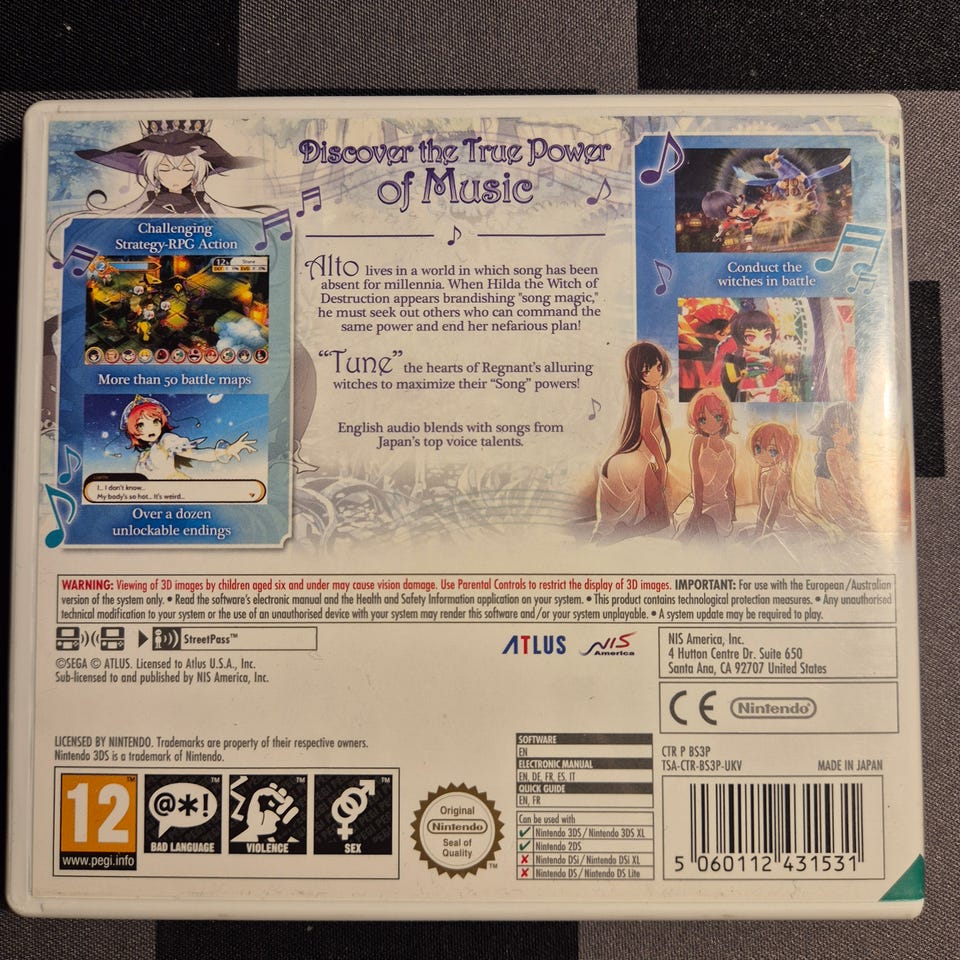 Discover the True Power
of Music
Challenging
Strategy-RPG Action
More than 50 battle maps
I... I don't know...
My body's so hot... It's weird...
Over a dozen
unlockable endings
Alto lives in a world in which song has been
absent for millennia. When Hilda the Witch of
Destruction appears brandishing "song magic,"
he must seek out others who can command the
same power and end her nefarious plan!
“Tune” the hearts of Regnant's alluring
witches to maximize their “Song” powers!
English audio blends with songs from
Japan's top voice talents.
Conduct the
witches in battle
WARNING: Viewing of 3D images by children aged six and under may cause vision damage. Use Parental Controls to restrict the display of 3D images. IMPORTANT: For use with the European/Australian
version of the system only. • Read the software's electronic manual and the Health and Safety Information application on your system. • This product contains technological protection measures. • Any unauthorised
technical modification to your system or the use of an unauthorised device with your system may render this software and/or your system unplayable. • A system update may be required to play.
StreetPass™
©SEGA © ATLUS. Licensed to Atlus U.S.A., Inc.
Sub-licensed to and published by NIS America, Inc.
ATLUS
NIS
America
NIS America, Inc.
4 Hutton Centre Dr. Suite 650
Santa Ana, CA 92707 United States
CE Nintendo
LICENSED BY NINTENDO. Trademarks are property of their respective owners.
Nintendo 3DS is a trademark of Nintendo.
12
www.pegi.info
@*!
BAD LANGUAGE
VIOLENCE
SEX
Original
Nintendo
Seal of
Quality
TM
SOFTWARE
EN
ELECTRONIC MANUAL
EN, DE, FR, ES, IT
QUICK GUIDE
EN, FR
Can be used with
Nintendo 3DS / Nintendo 3DS XL
Nintendo 2DS
Nintendo DSi / Nintendo DSi XL
Nintendo DS / Nintendo DS Lite
CTR P BS3P
TSA-CTR-BS3P-UKV MADE IN JAPAN
5 060112 431531